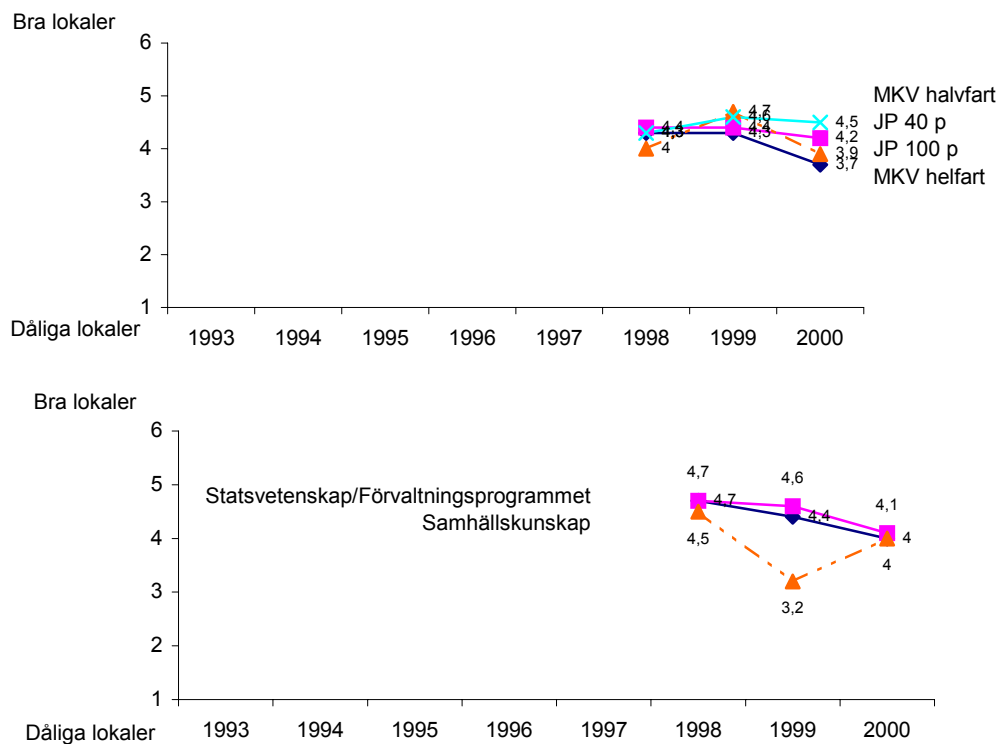 Bra lokaler
6
5
4
3
2
1
4,4
4,3
4,3
4
4,7
4,6
4,4
4,3
4,5
4,2
3,9
3,7
MKV halvfart
JP 40 p
JP 100 p
MKV helfart
Dåliga lokaler
1993 1994 1995 1996 1997 1998 1999 2000
Bra lokaler
6
5
4
3
2
1
Statsvetenskap/Förvaltningsprogrammet
Samhällskunskap
4,7
4,7
4,5
4,6
4,4
3,2
4,1
4
4
Dåliga lokaler
1993 1994 1995 1996 1997 1998 1999 2000